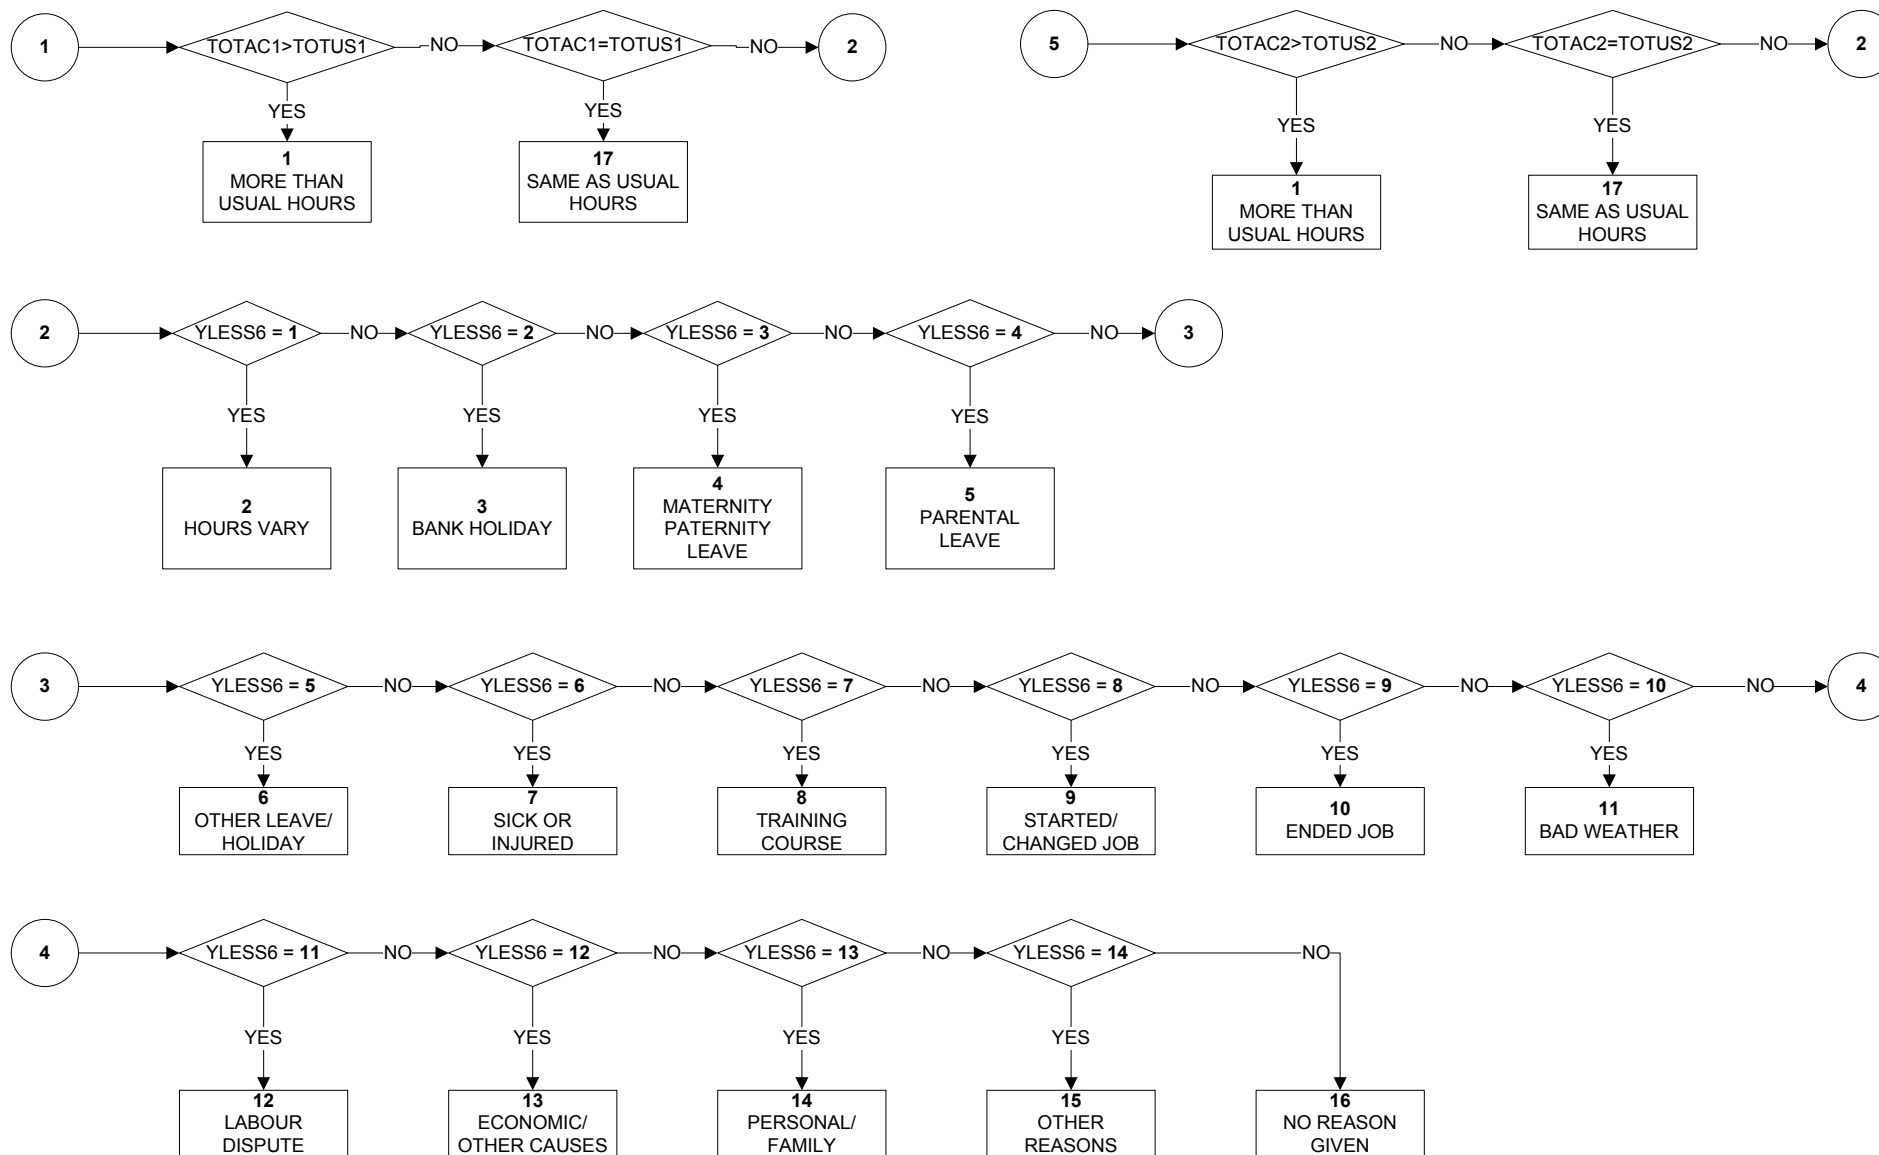 1
TOTAC1>TOTUS1
NO
TOTAC1=TOTUS1
NO
2
YES
YES
1
MORE THAN
USUAL HOURS
17
SAME AS USUAL
HOURS
5
TOTAC2>TOTUS2
NO
TOTAC2=TOTUS2
NO
2
YES
YES
1
MORE THAN
USUAL HOURS
17
SAME AS USUAL
HOURS
2
YLESS6 = 1
NO
YLESS6 = 2
NO
YLESS6 = 3
NO
YLESS6 = 4
NO
3
YES
YES
YES
YES
2
HOURS VARY
3
BANK HOLIDAY
4
MATERNITY
PATERNITY
LEAVE
5
PARENTAL
LEAVE
3
YLESS6 = 5
NO
YLESS6 = 6
NO
YLESS6 = 7
NO
YLESS6 = 8
NO
YLESS6 = 9
NO
YLESS6 = 10
NO
4
YES
YES
YES
YES
YES
YES
6
OTHER LEAVE/
HOLIDAY
7
SICK OR
INJURED
8
TRAINING
COURSE
9
STARTED/
CHANGED JOB
10
ENDED JOB
11
BAD WEATHER
4
YLESS6 = 11
NO
YLESS6 = 12
NO
YLESS6 = 13
NO
YLESS6 = 14
NO
YES
YES
YES
YES
12
LABOUR
DISPUTE
13
ECONOMIC/
OTHER CAUSES
14
PERSONAL/
FAMILY
15
OTHER
REASONS
16
NO REASON
GIVEN